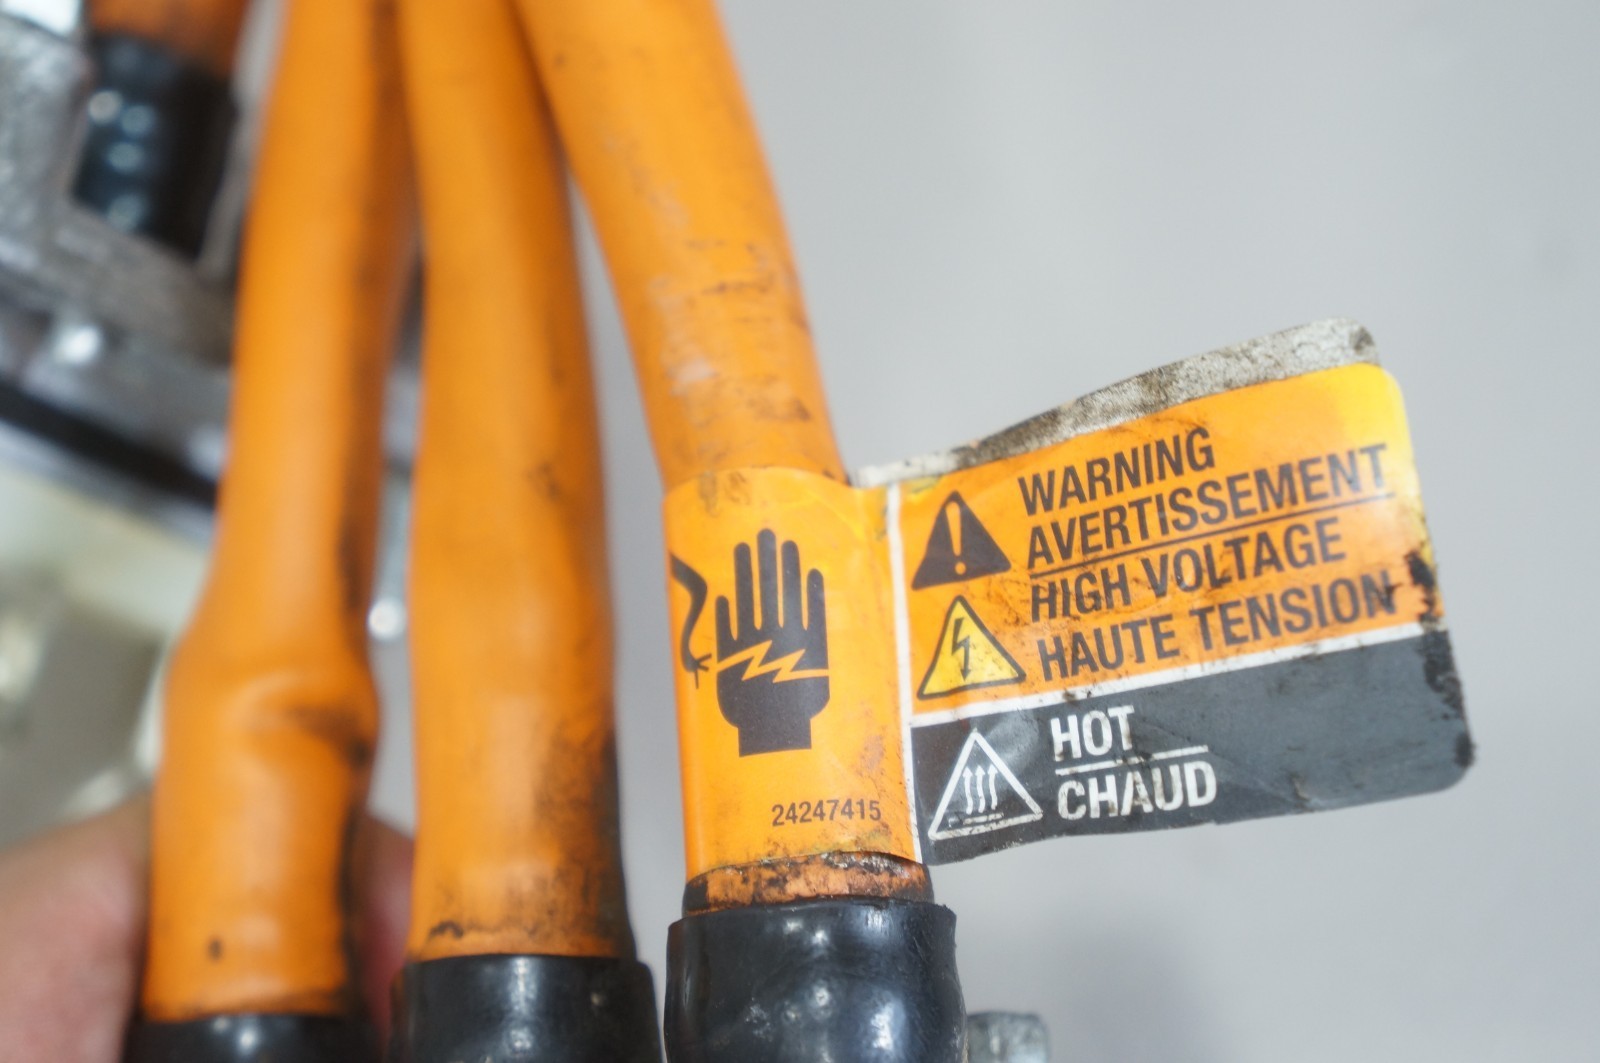 WARNING
AVERTISSEMENT
HIGH VOLTAGE
HAUTE TENSION
HOT
CHAUD
24247415